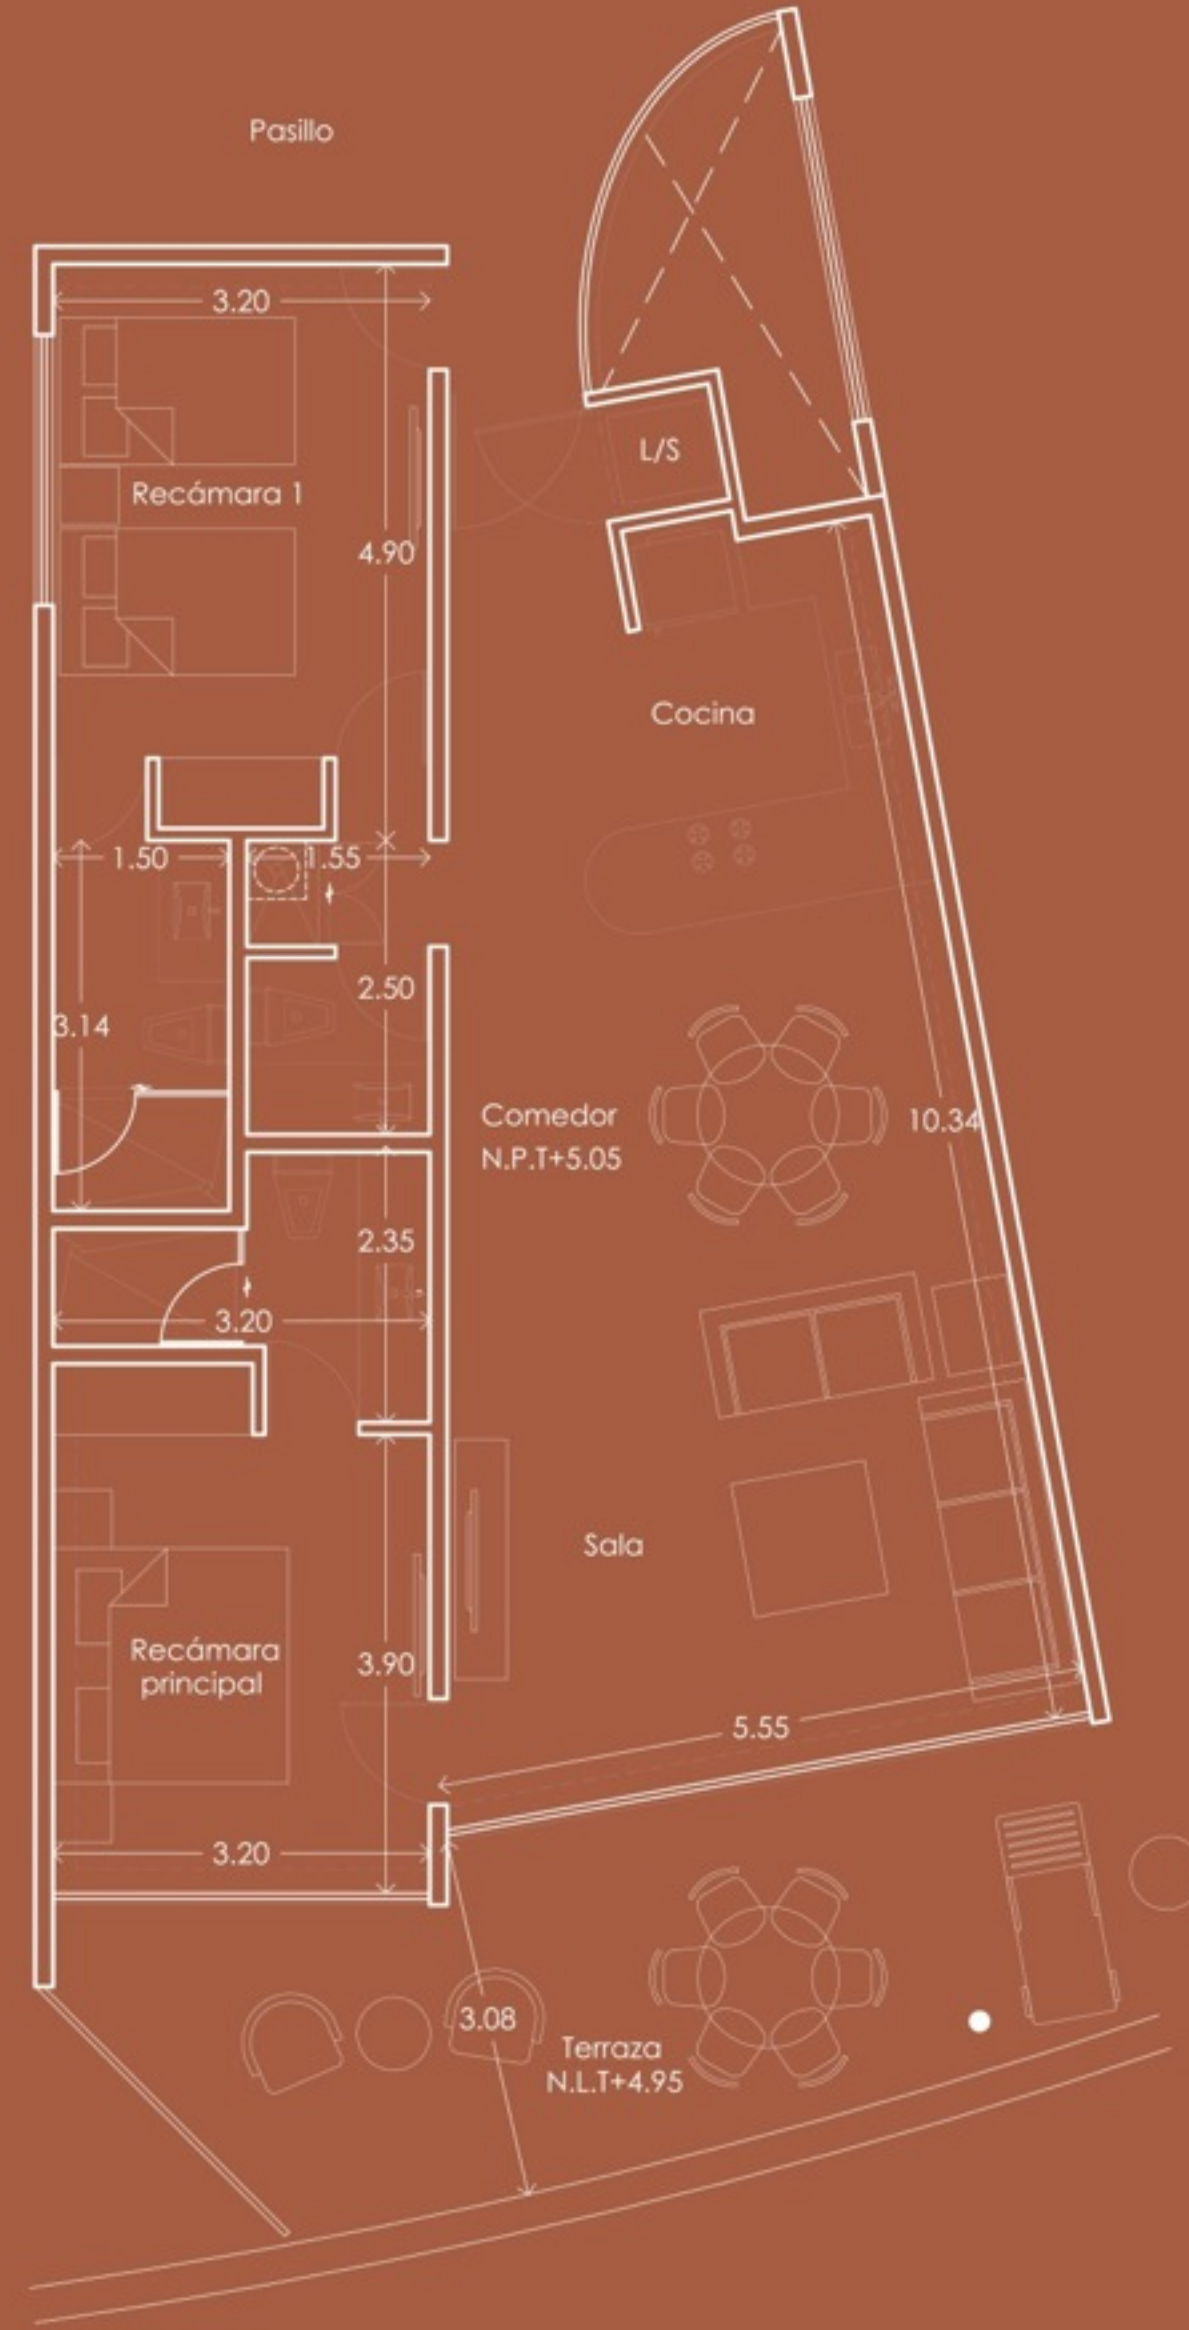 Pasillo
3.20
L/S
Recámara 1
4.90
Cocina
1.50
1.55
2.50
3.14
Comedor
N.P.T+5.05
10.34
2.35
3.20
Sala
Recámara
principal
3.90
5.55
3.20
3.08
Terraza
N.L.T+4.95